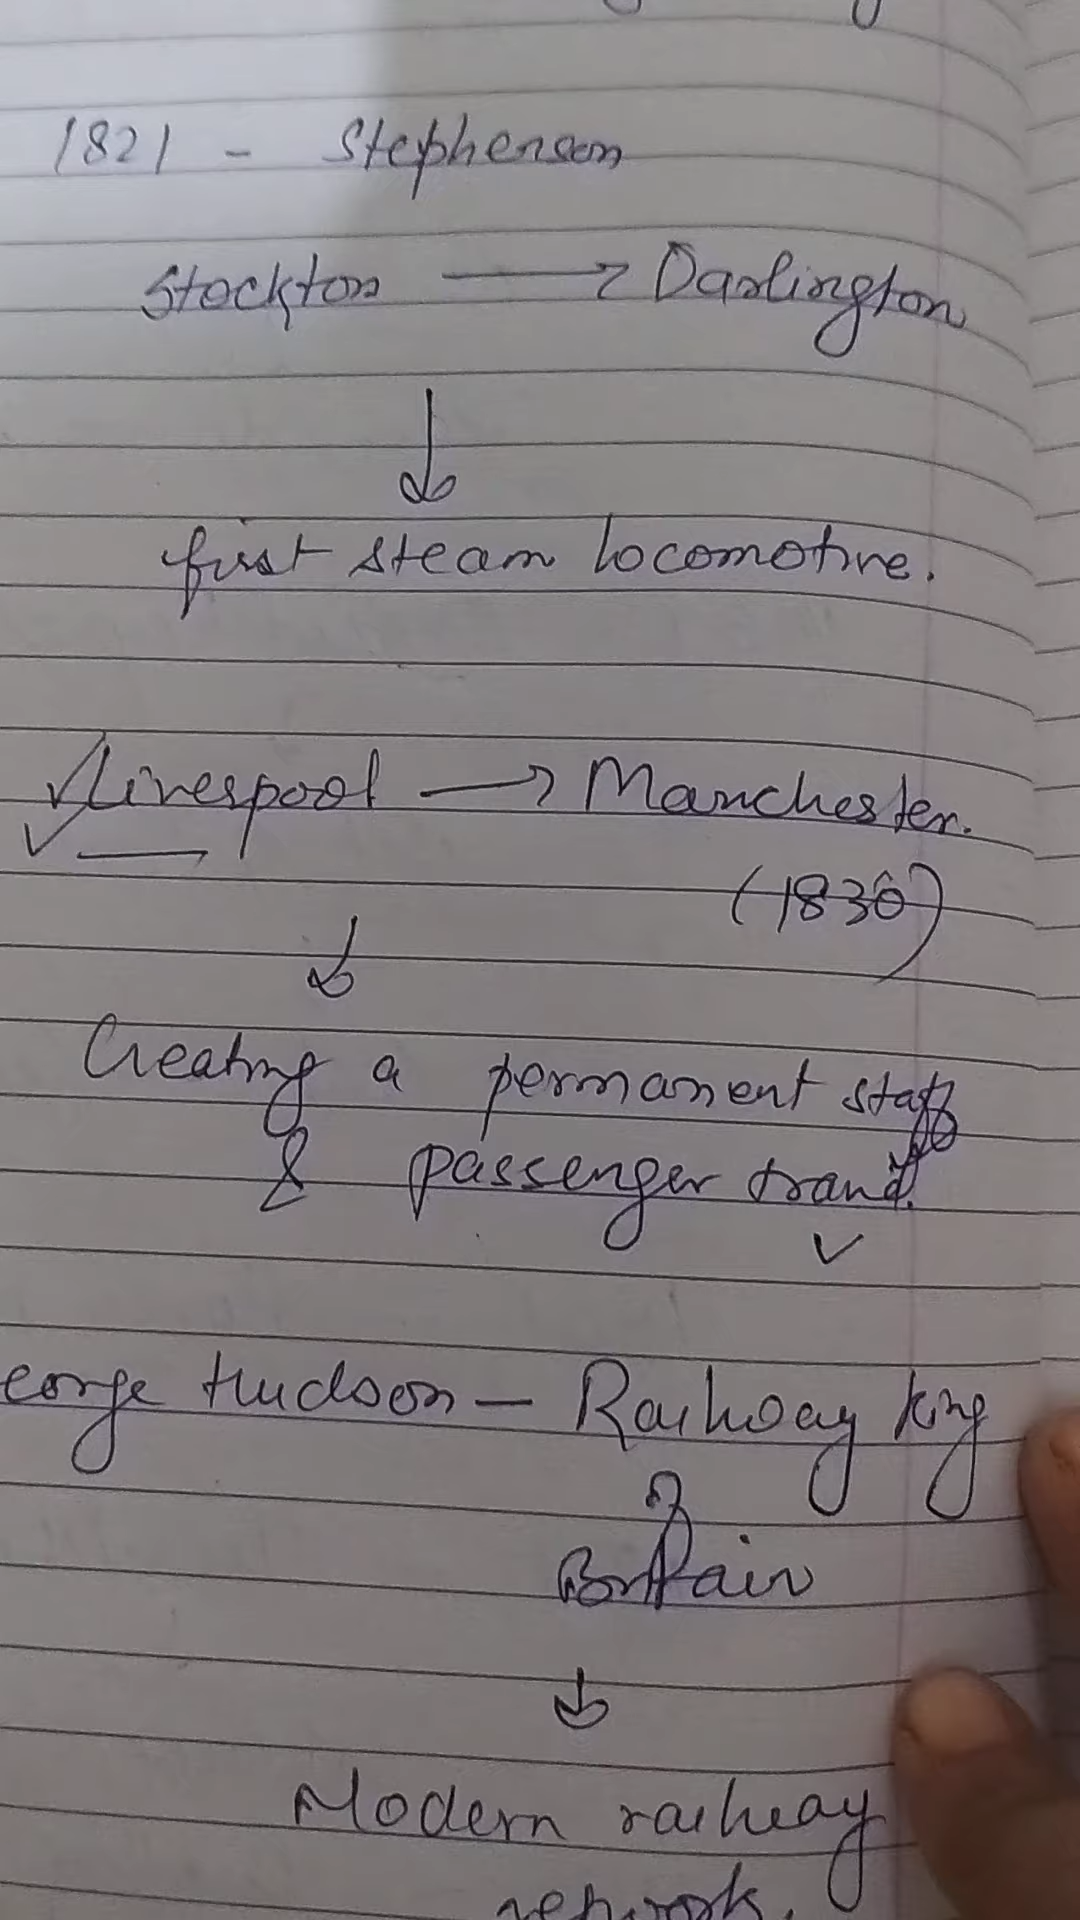 1821 - Stephenson
Stockton → Darlington
↓
first steam locomotive.
Liverpool → Manchester.
(1830)
↓
Creating a permanent staff
& passenger
eorge Hudson — Railway King
of
Britain
↓
Modern railway
network.